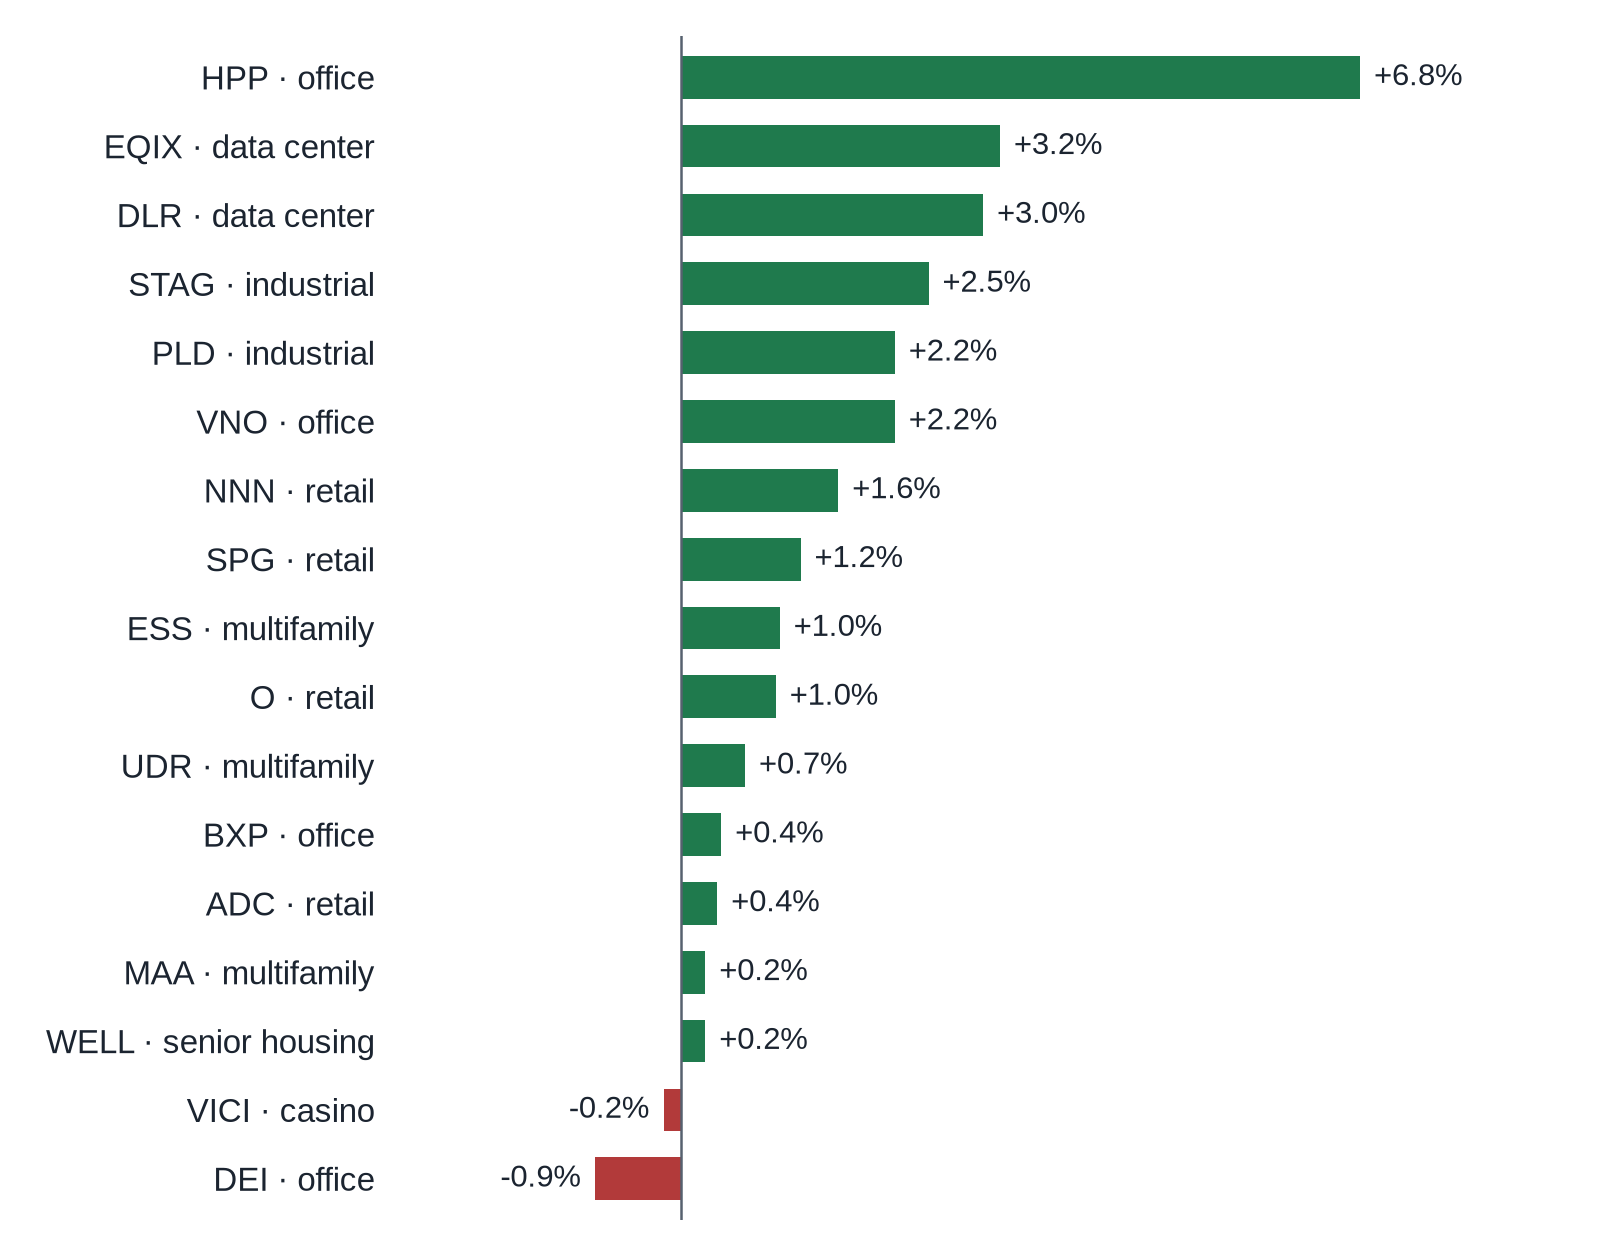 HPP · office +6.8%
EQIX · data center +3.2%
DLR · data center +3.0%
STAG · industrial +2.5%
PLD · industrial +2.2%
VNO · office +2.2%
NNN · retail +1.6%
SPG · retail +1.2%
ESS · multifamily +1.0%
O · retail +1.0%
UDR · multifamily +0.7%
BXP · office +0.4%
ADC · retail +0.4%
MAA · multifamily +0.2%
WELL · senior housing +0.2%
VICI · casino -0.2%
DEI · office -0.9%